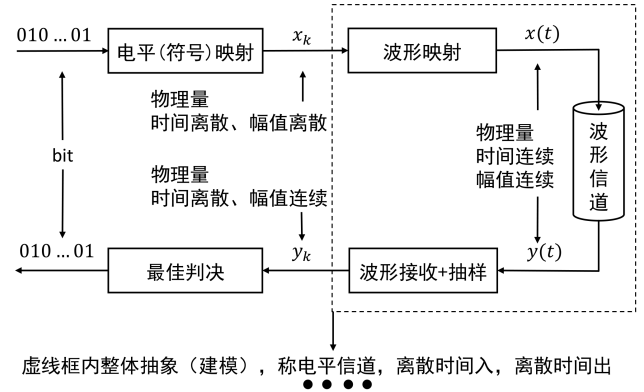 010 … 01
电平(符号)映射
x_k
波形映射
x(t)
物理量
时间离散、幅值离散
物理量
时间连续
幅值连续
波形信道
bit
物理量
时间离散、幅值连续
010 … 01
最佳判决
y_k
波形接收+抽样
y(t)
虚线框内整体抽象（建模），称电平信道，离散时间入，离散时间出